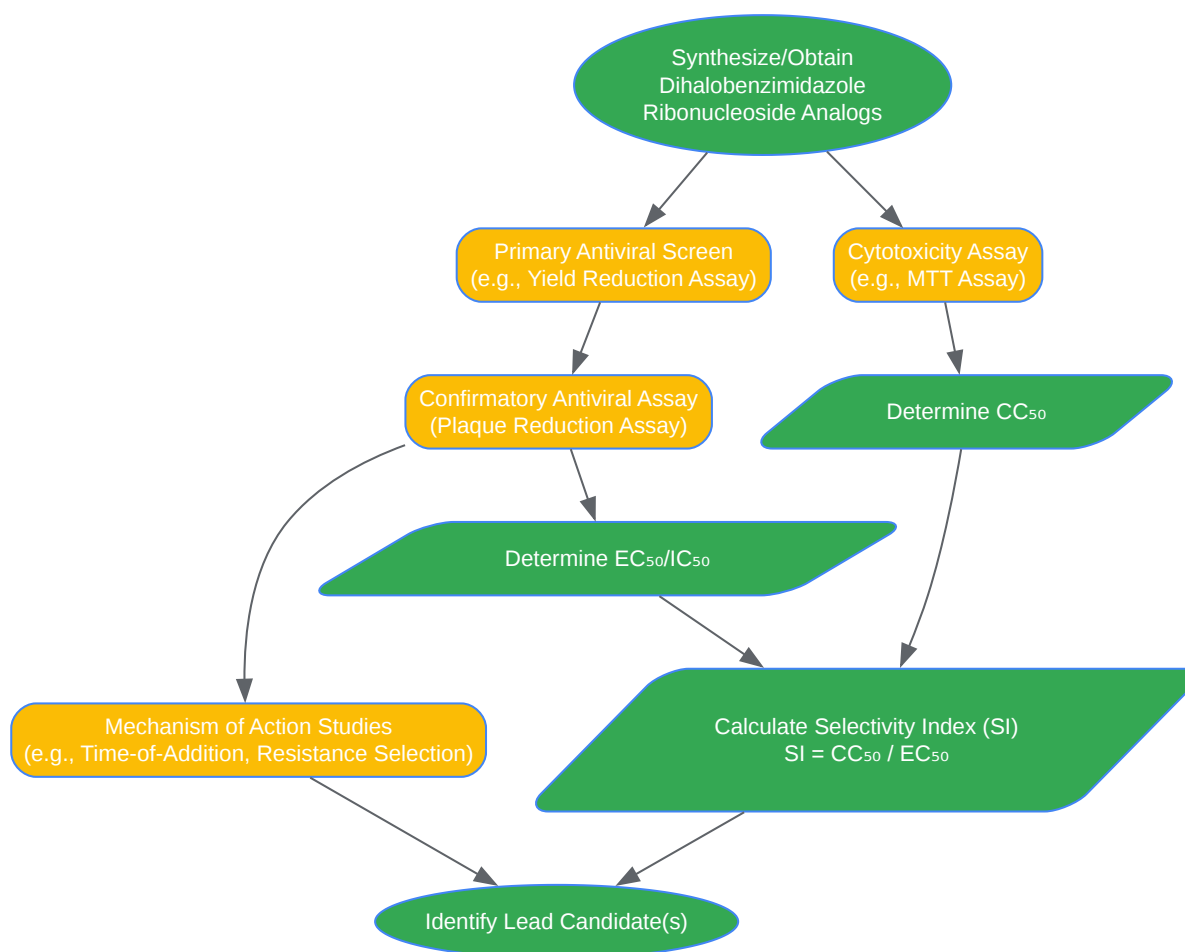 Synthesize/Obtain
Dihalobenzimidazole
Ribonucleoside Analogs
Primary Antiviral Screen
(e.g., Yield Reduction Assay)
Cytotoxicity Assay
(e.g., MTT Assay)
Confirmatory Antiviral Assay
(Plaque Reduction Assay)
Determine CC₅₀
Determine EC₅₀/IC₅₀
Mechanism of Action Studies
(e.g., Time-of-Addition, Resistance Selection)
Calculate Selectivity Index (SI)
SI = CC₅₀ / EC₅₀
Identify Lead Candidate(s)